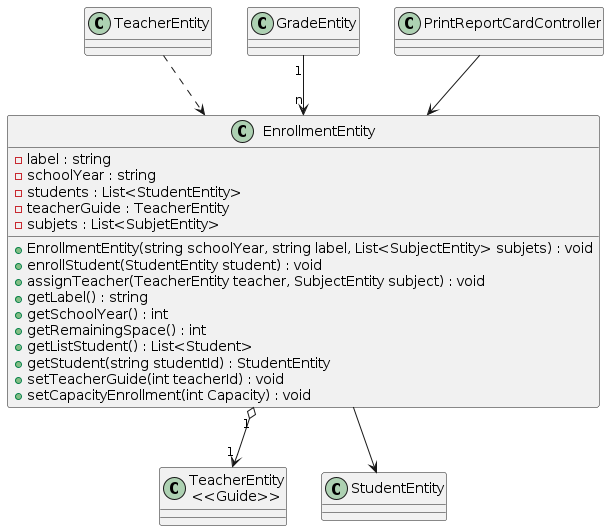 C TeacherEntity
C GradeEntity
C PrintReportCardController
1
n
C EnrollmentEntity
label : string
schoolYear : string
students : List<StudentEntity>
teacherGuide : TeacherEntity
subjets : List<SubjetEntity>
EnrollmentEntity(string schoolYear, string label, List<SubjectEntity> subjets) : void
enrollStudent(StudentEntity student) : void
assignTeacher(TeacherEntity teacher, SubjectEntity subject) : void
getLabel() : string
getSchoolYear() : int
getRemainingSpace() : int
getListStudent() : List<Student>
getStudent(string studentId) : StudentEntity
setTeacherGuide(int teacherId) : void
setCapacityEnrollment(int Capacity) : void
1
1
C TeacherEntity
<<Guide>>
C StudentEntity